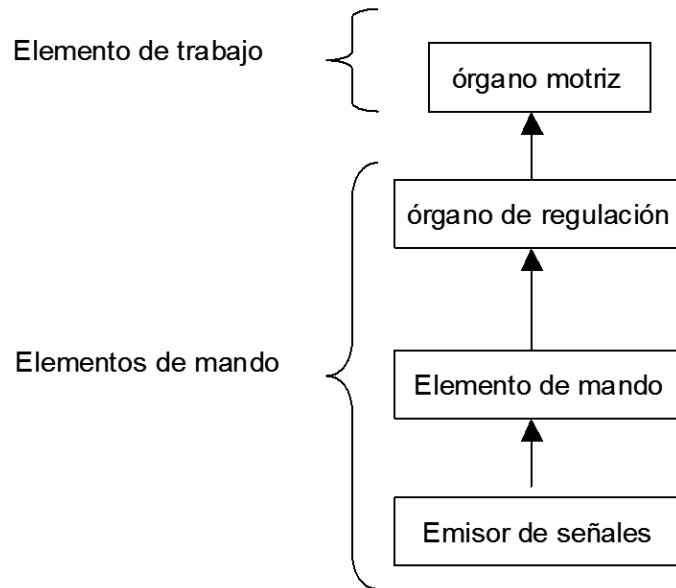 Elemento de trabajo
órgano motriz
órgano de regulación
Elementos de mando
Elemento de mando
Emisor de señales